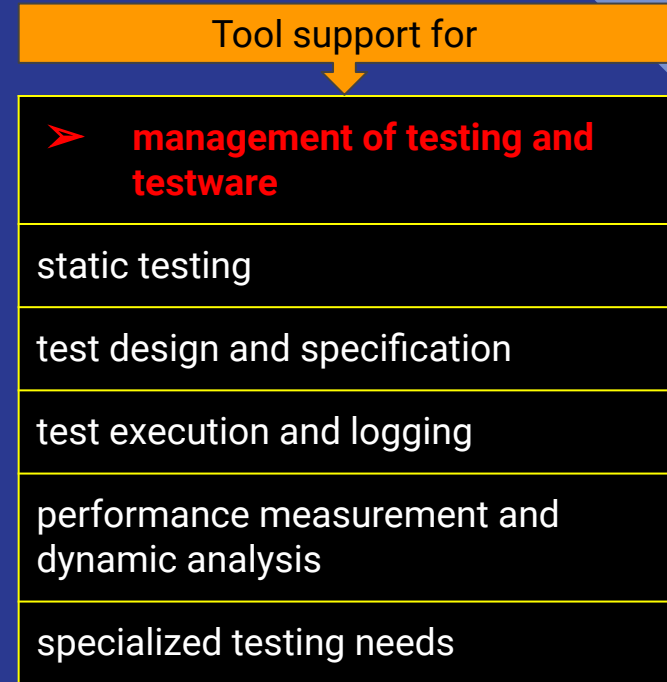 Tool support for
➢ management of testing and
testware
static testing
test design and specification
test execution and logging
performance measurement and
dynamic analysis
specialized testing needs